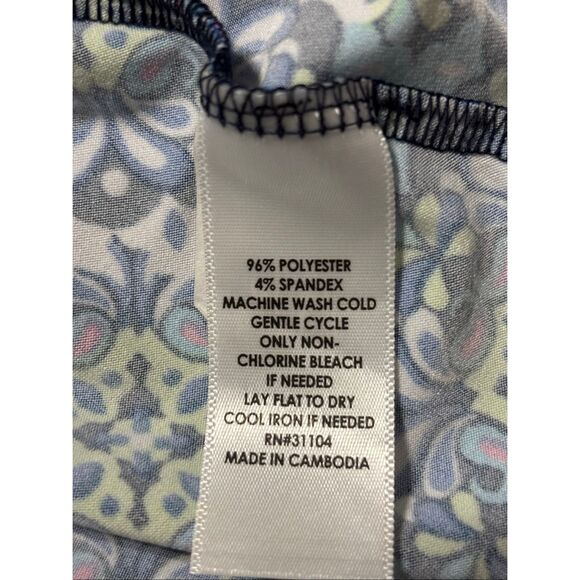 96% POLYESTER
4% SPANDEX
MACHINE WASH COLD
GENTLE CYCLE
ONLY NON-
CHLORINE BLEACH
IF NEEDED
LAY FLAT TO DRY
COOL IRON IF NEEDED
RN#31104
MADE IN CAMBODIA